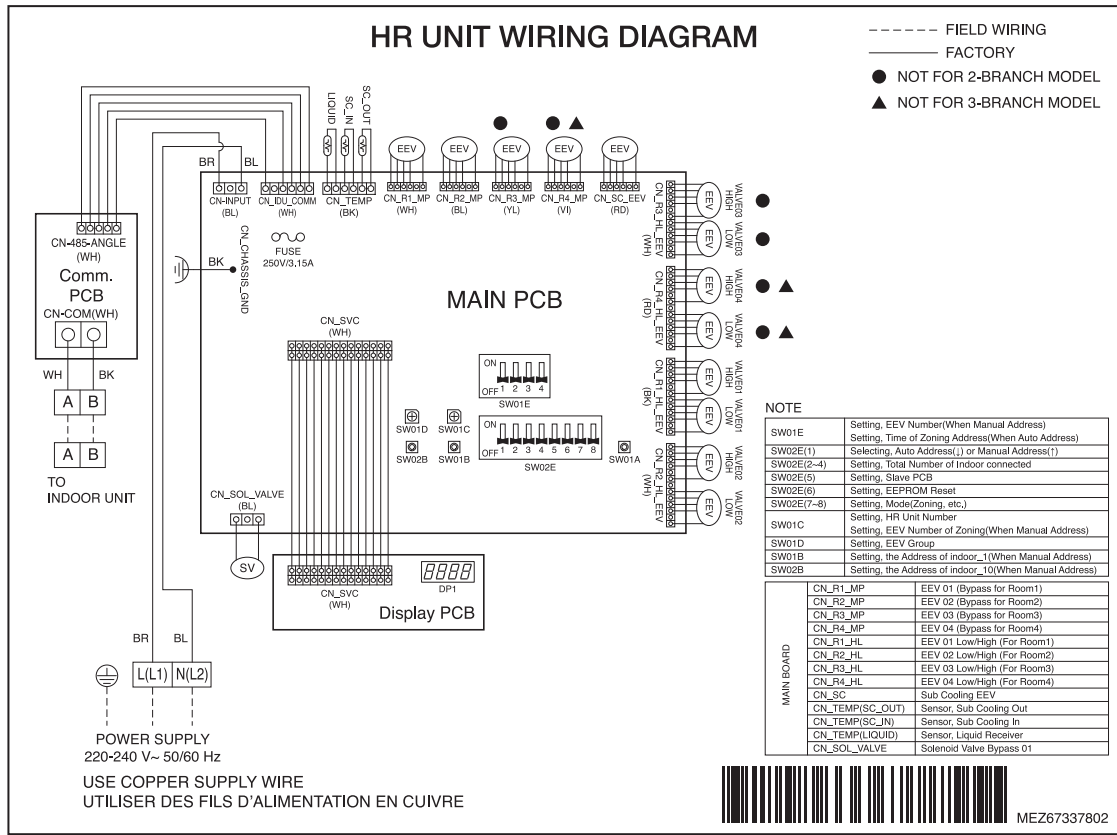 HR UNIT WIRING DIAGRAM
FIELD WIRING
FACTORY
NOT FOR 2-BRANCH MODEL
NOT FOR 3-BRANCH MODEL
LIQUID
SC_IN
SC_OUT
EEV
EEV
EEV
EEV
EEV
BR
BL
CN-INPUT
(BL)
CN_IDU_COMM
(WH)
CN_TEMP
(BK)
CN_R1_MP
(WH)
CN_R2_MP
(BL)
CN_R3_MP
(YL)
CN_R4_MP
(VI)
CN_SC_EEV
(RD)
CN-485-ANGLE
(WH)
Comm.
PCB
CN-COM(WH)
WH
BK
A B
A B
TO
INDOOR UNIT
BK
CN_CHASSIS_GND
FUSE
250V/3.15A
MAIN PCB
CN_SVC
(WH)
ON
OFF 1 2 3 4
SW01E
ON
OFF 1 2 3 4 5 6 7 8
SW02E
SW01D
SW01C
SW02B
SW01B
SW01A
CN_R3_HL_EEV
(WH)
EEV
VALVE03
HIGH
EEV
VALVE03
LOW
CN_R4_HL_EEV
(RD)
EEV
VALVE04
HIGH
EEV
VALVE04
LOW
CN_R1_HL_EEV
(BK)
EEV
VALVE01
HIGH
EEV
VALVE01
LOW
CN_R2_HL_EEV
(WH)
EEV
VALVE02
HIGH
EEV
VALVE02
LOW
CN_SOL_VALVE
(BL)
SV
CN_SVC
(WH)
8888
DP1
Display PCB
BR
BL
L(L1) N(L2)
POWER SUPPLY
220-240 V~ 50/60 Hz
USE COPPER SUPPLY WIRE
UTILISER DES FILS D'ALIMENTATION EN CUIVRE
NOTE
SW01E Setting, EEV Number(When Manual Address)
Setting, Time of Zoning Address(When Auto Address)
SW02E(1) Selecting, Auto Address(↓) or Manual Address(↑)
SW02E(2~4) Setting, Total Number of Indoor connected
SW02E(5) Setting, Slave PCB
SW02E(6) Setting, EEPROM Reset
SW02E(7~8) Setting, Mode(Zoning, etc.)
SW01C Setting, HR Unit Number
Setting, EEV Number of Zoning(When Manual Address)
SW01D Setting, EEV Group
SW01B Setting, the Address of indoor_1(When Manual Address)
SW02B Setting, the Address of indoor_10(When Manual Address)
MAIN BOARD
CN_R1_MP EEV 01 (Bypass for Room1)
CN_R2_MP EEV 02 (Bypass for Room2)
CN_R3_MP EEV 03 (Bypass for Room3)
CN_R4_MP EEV 04 (Bypass for Room4)
CN_R1_HL EEV 01 Low/High (For Room1)
CN_R2_HL EEV 02 Low/High (For Room2)
CN_R3_HL EEV 03 Low/High (For Room3)
CN_R4_HL EEV 04 Low/High (For Room4)
CN_SC Sub Cooling EEV
CN_TEMP(SC_OUT) Sensor, Sub Cooling Out
CN_TEMP(SC_IN) Sensor, Sub Cooling In
CN_TEMP(LIQUID) Sensor, Liquid Receiver
CN_SOL_VALVE Solenoid Valve Bypass 01
MEZ67337802